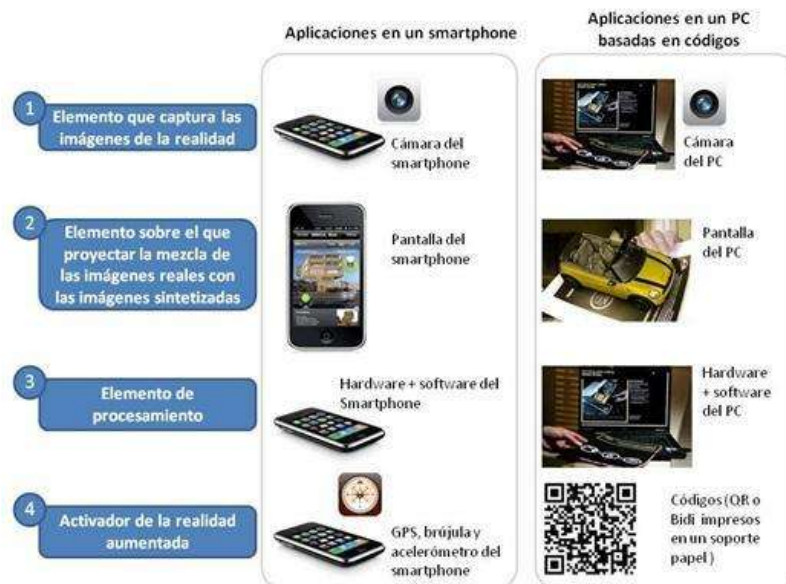 Aplicaciones en un smartphone
Aplicaciones en un PC
basadas en códigos
1
Elemento que captura las
imágenes de la realidad
Cámara del
smartphone
Cámara
del PC
2
Elemento sobre el que
proyectar la mezcla de
las imágenes reales con
las imágenes sintetizadas
Pantalla del
smartphone
Pantalla
del PC
3
Elemento de
procesamiento
Hardware + software del
Smartphone
Hardware
+ software
del PC
4
Activador de la realidad
aumentada
GPS, brújula y
acelerómetro del
smartphone
Códigos (QR o
Bidi impresos
en un soporte
papel)